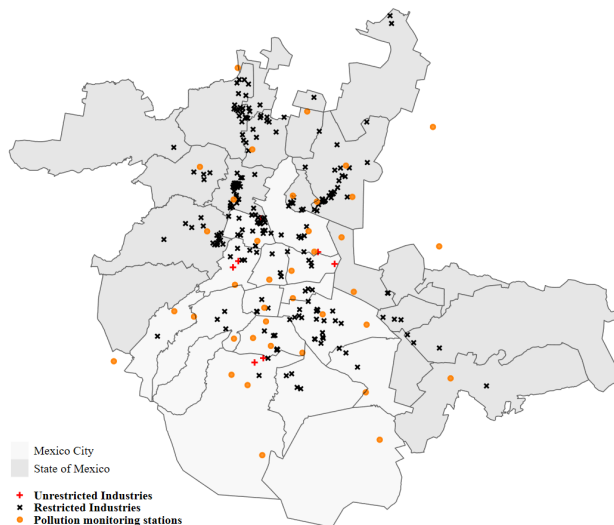 Mexico City
State of Mexico
Unrestricted Industries
Restricted Industries
Pollution monitoring stations